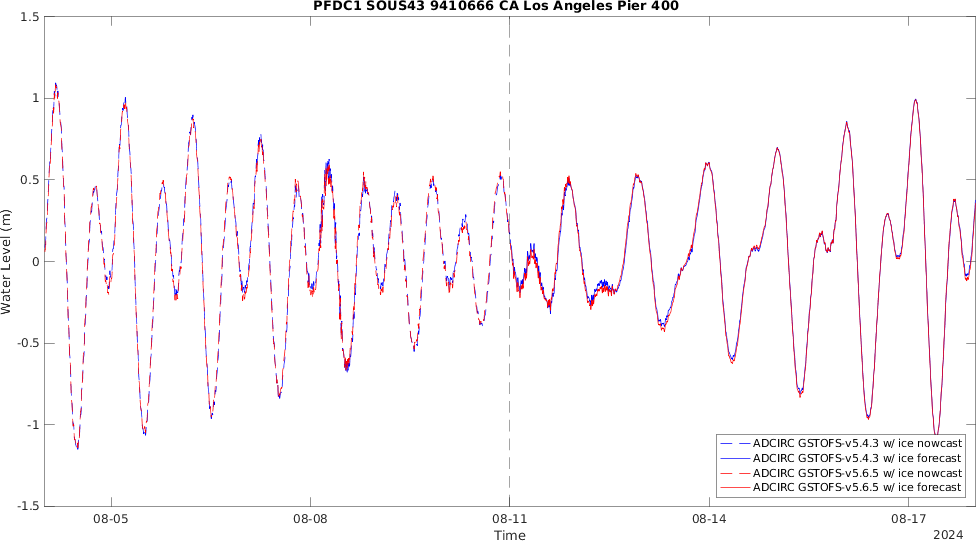 PFDC1 SOUS43 9410666 CA Los Angeles Pier 400
1.5
1
0.5
0
-0.5
-1
-1.5
Water Level (m)
08-05
08-08
08-11
08-14
08-17
Time
2024
ADCIRC GSTOFS-v5.4.3 w/ ice nowcast
ADCIRC GSTOFS-v5.4.3 w/ ice forecast
ADCIRC GSTOFS-v5.6.5 w/ ice nowcast
ADCIRC GSTOFS-v5.6.5 w/ ice forecast